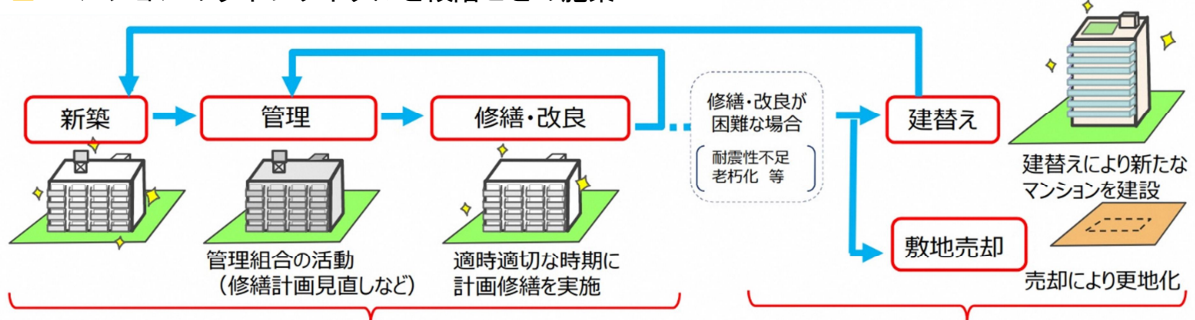 新築
管理
修繕・改良
修繕・改良が
困難な場合
耐震性不足
老朽化 等
建替え
建替えにより新たな
マンションを建設
管理組合の活動
(修繕計画見直しなど)
適時適切な時期に
計画修繕を実施
敷地売却
売却により更地化